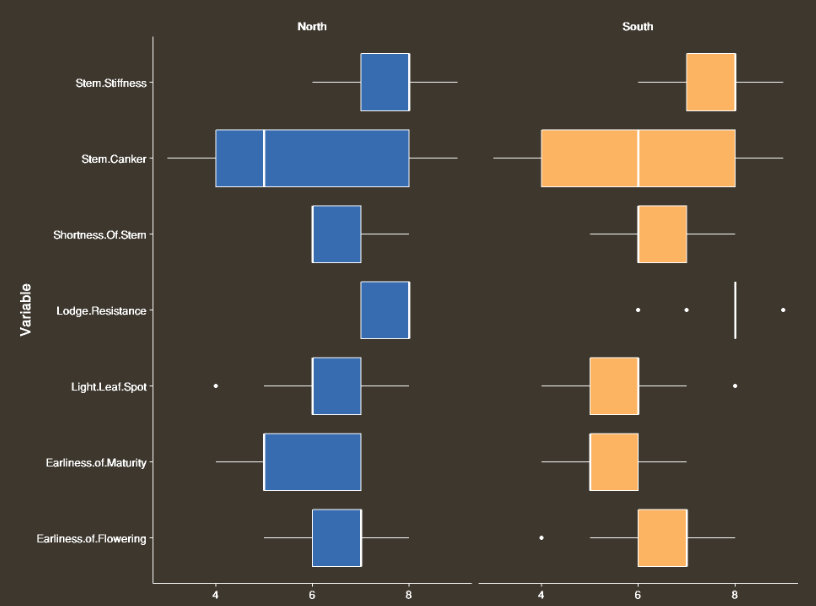 North
South
Stem.Stiffness
Stem.Canker
Shortness.Of.Stem
Lodge.Resistance
Light.Leaf.Spot
Earliness.of.Maturity
Earliness.of.Flowering
Variable
4 6 8
4 6 8